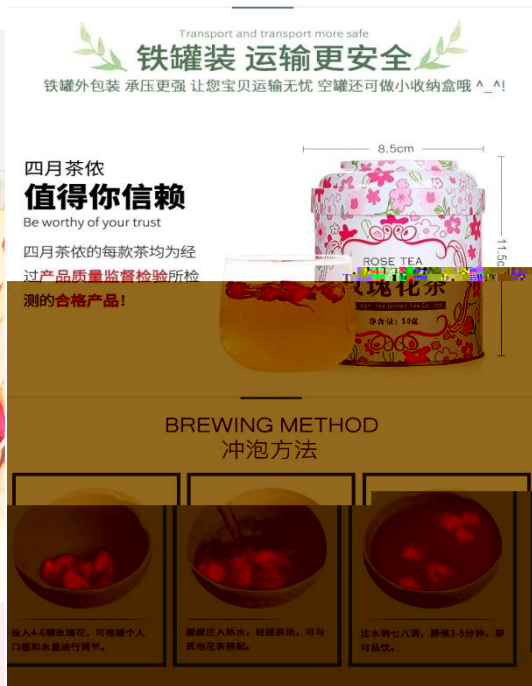 Transport and transport more safe
铁罐装 运输更安全
铁罐外包装 承压更强 让您宝贝运输无忧 空罐还可做小收纳盒哦 ^_^!
8.5cm
四月茶侬
值得你信赖
Be worthy of your trust
四月茶侬的每款茶均为经
过产品质量监督检验所检
测的合格产品!
11.5c
ROSE TEA
玫瑰花茶
净含量: 50克
BREWING METHOD
冲泡方法
投入4-6颗玫瑰花, 可根据个人
口感和水量进行调节。
缓缓注入热水, 轻摇茶汤, 可与
其他花茶搭配。
注水到七八满, 静候3-5分钟, 即
可品饮。